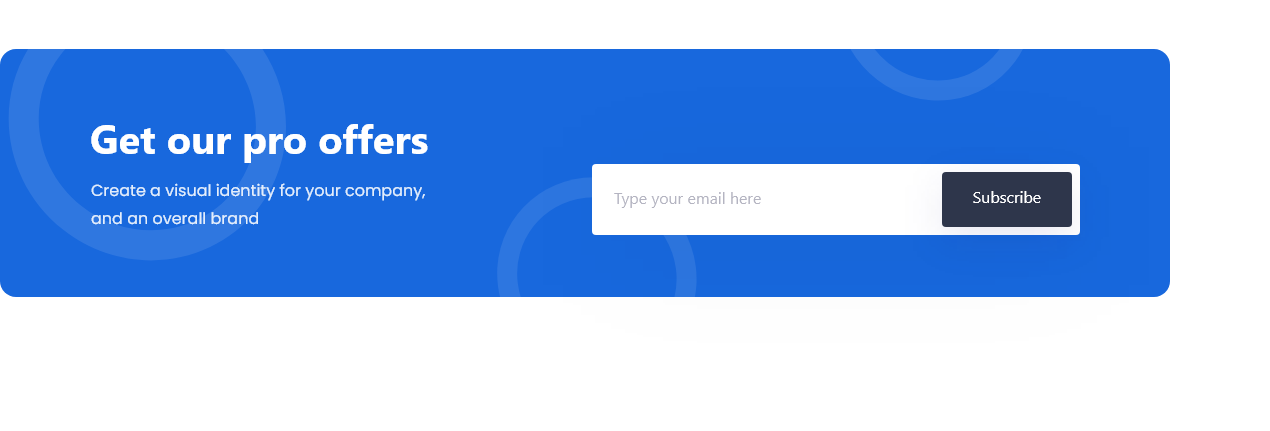 Get our pro offers
Create a visual identity for your company,
and an overall brand
Type your email here
Subscribe